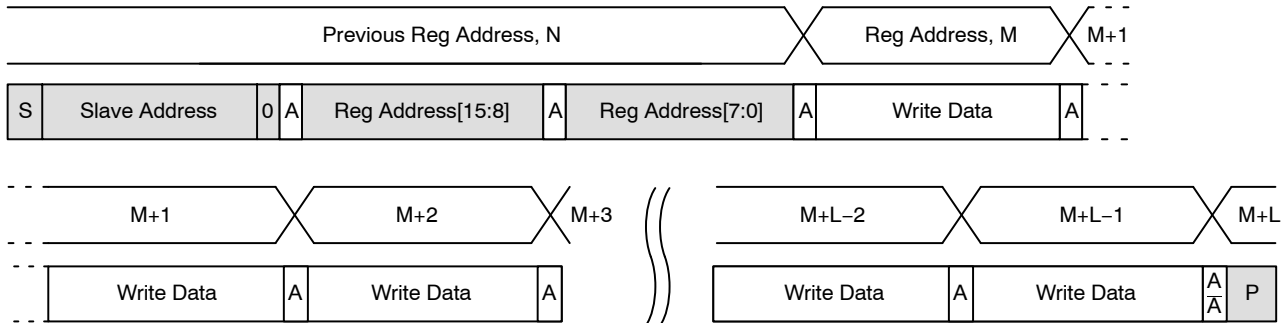 Previous Reg Address, N Reg Address, M M+1
S Slave Address 0 A Reg Address[15:8] A Reg Address[7:0] A Write Data A
M+1 M+2 M+3 M+L−2 M+L−1 M+L
Write Data A Write Data A Write Data A Write Data A A̅ P